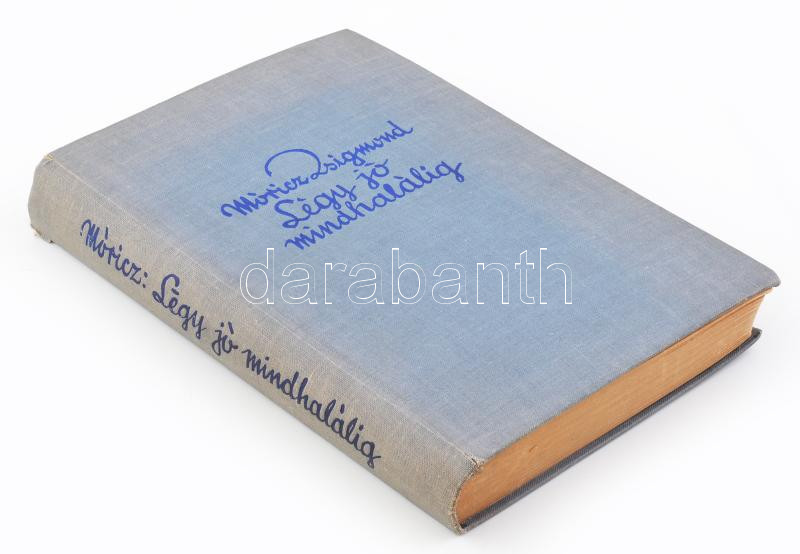 Móricz Zsigmond
Légy jó
mindhalálig
Móricz: Légy jó mindhalálig
darabanth